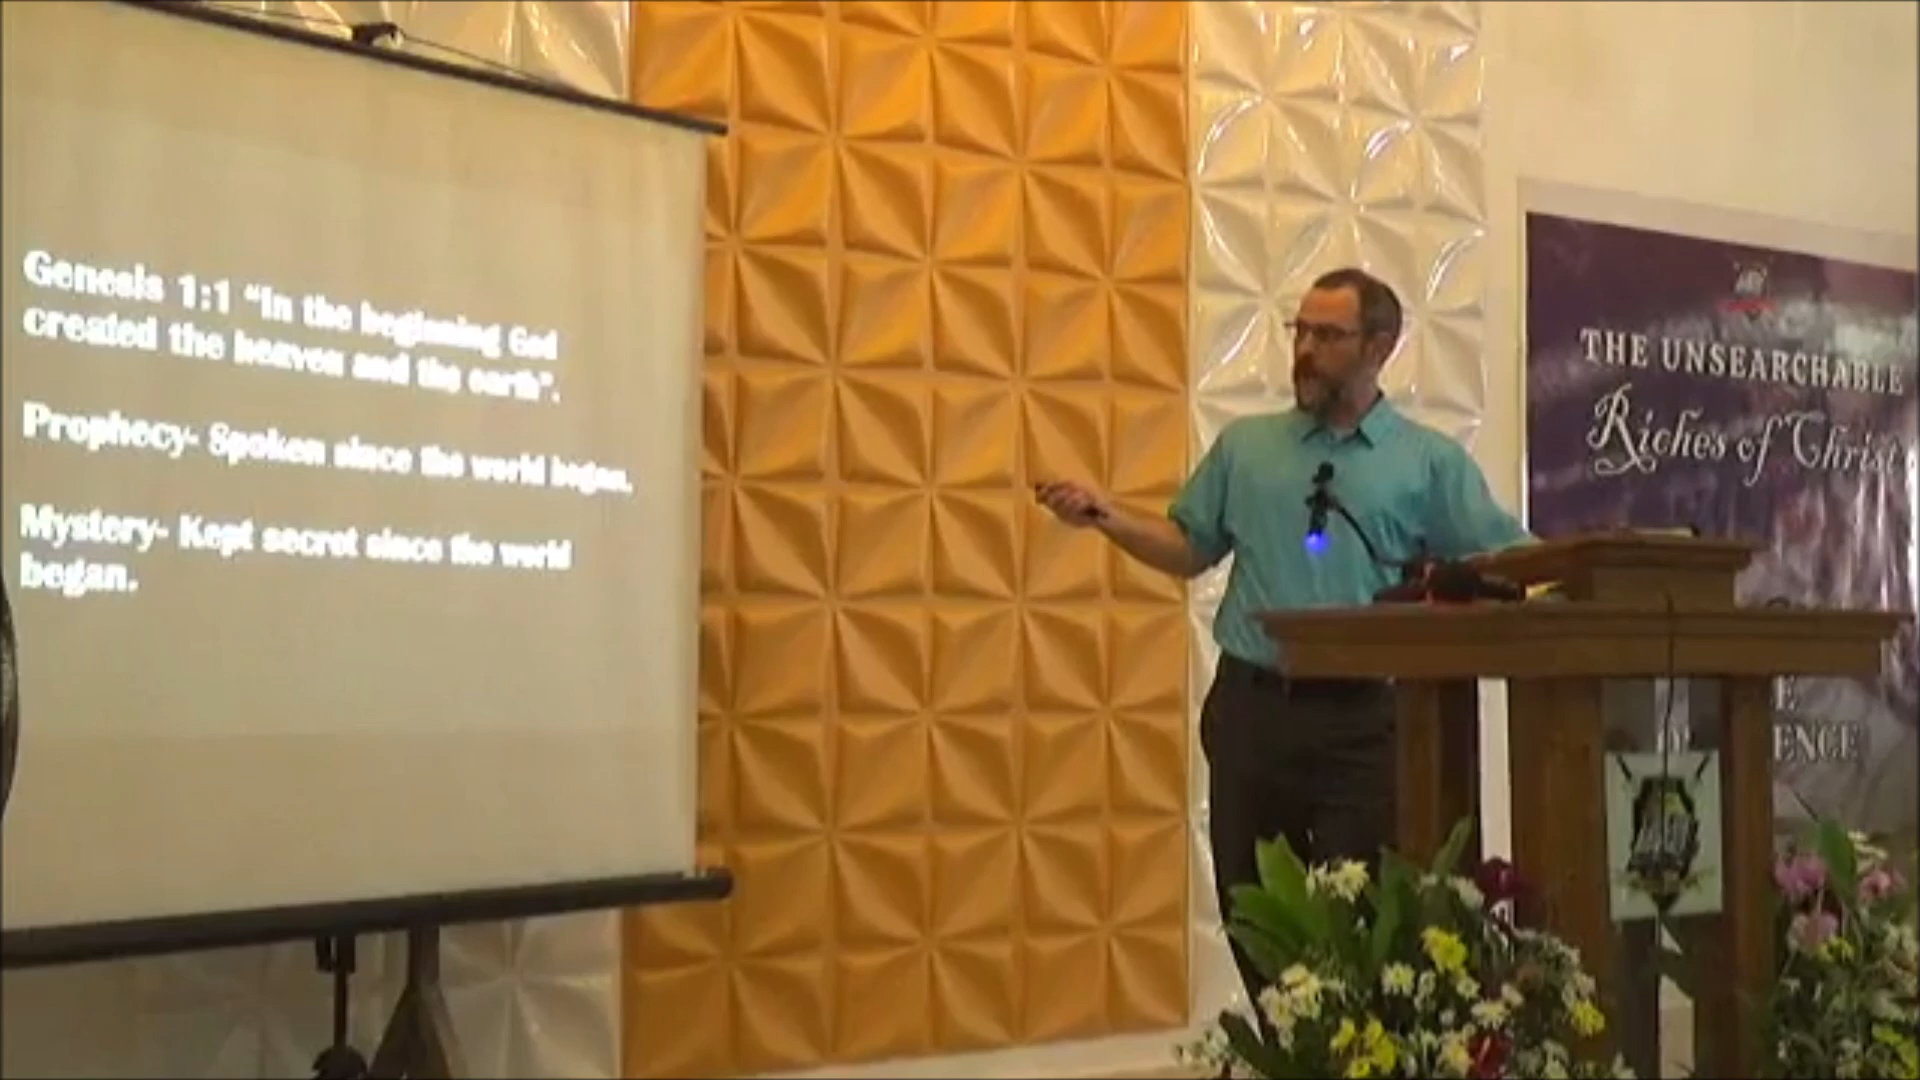 Genesis 1:1 “In the beginning God
created the heaven and the earth”.
Prophecy- Spoken since the world began.
Mystery- Kept secret since the world
began.
THE UNSEARCHABLE
Riches of Christ
E
ENCE